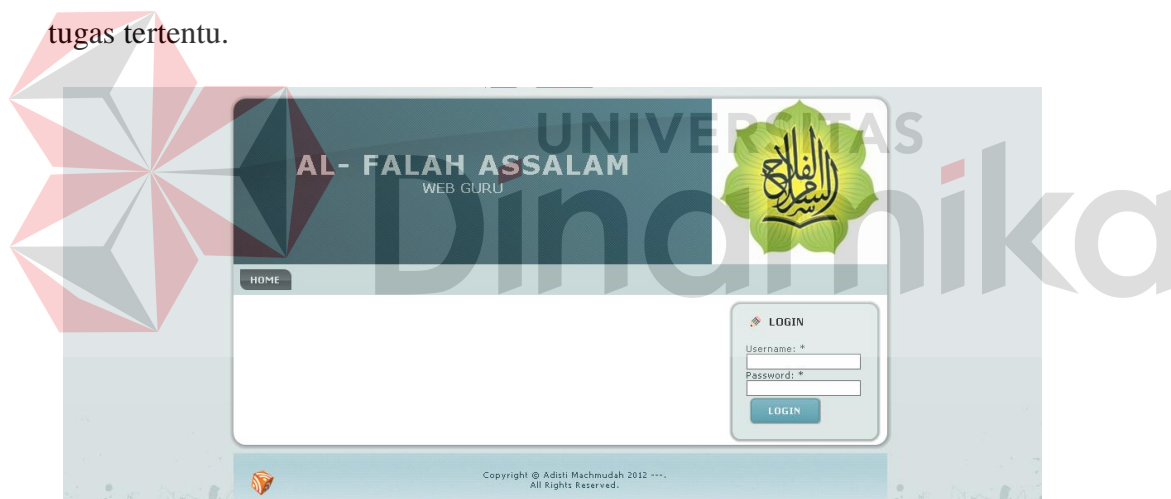 tugas tertentu.
UNIVERSITAS
Dinamika
AL- FALAH ASSALAM
WEB GURU
HOME
LOGIN
Username: *
Password: *
LOGIN
Copyright © Adisti Machmudah 2012 ---.
All Rights Reserved.